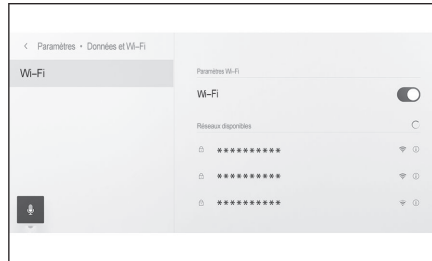 < Paramètres • Données et Wi-Fi
Wi-Fi
Paramètres Wi-Fi
Wi-Fi
Réseaux disponibles
**********
**********
**********